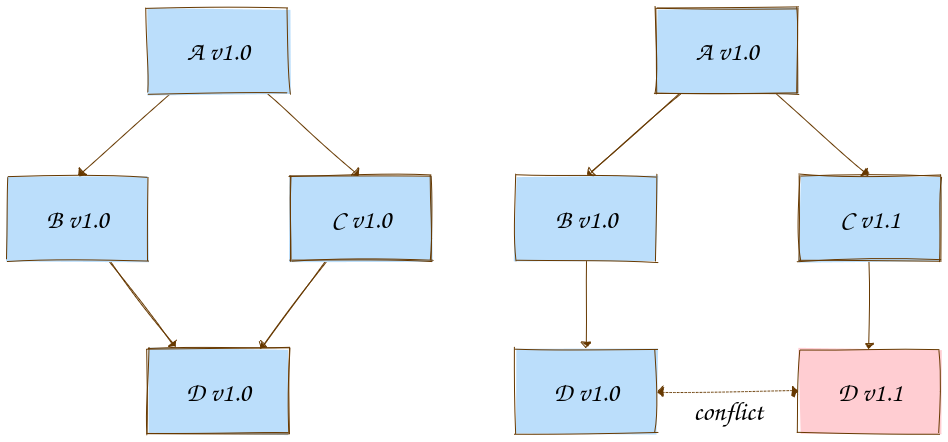 A v1.0
B v1.0
C v1.0
D v1.0
A v1.0
B v1.0
C v1.1
D v1.0
conflict
D v1.1